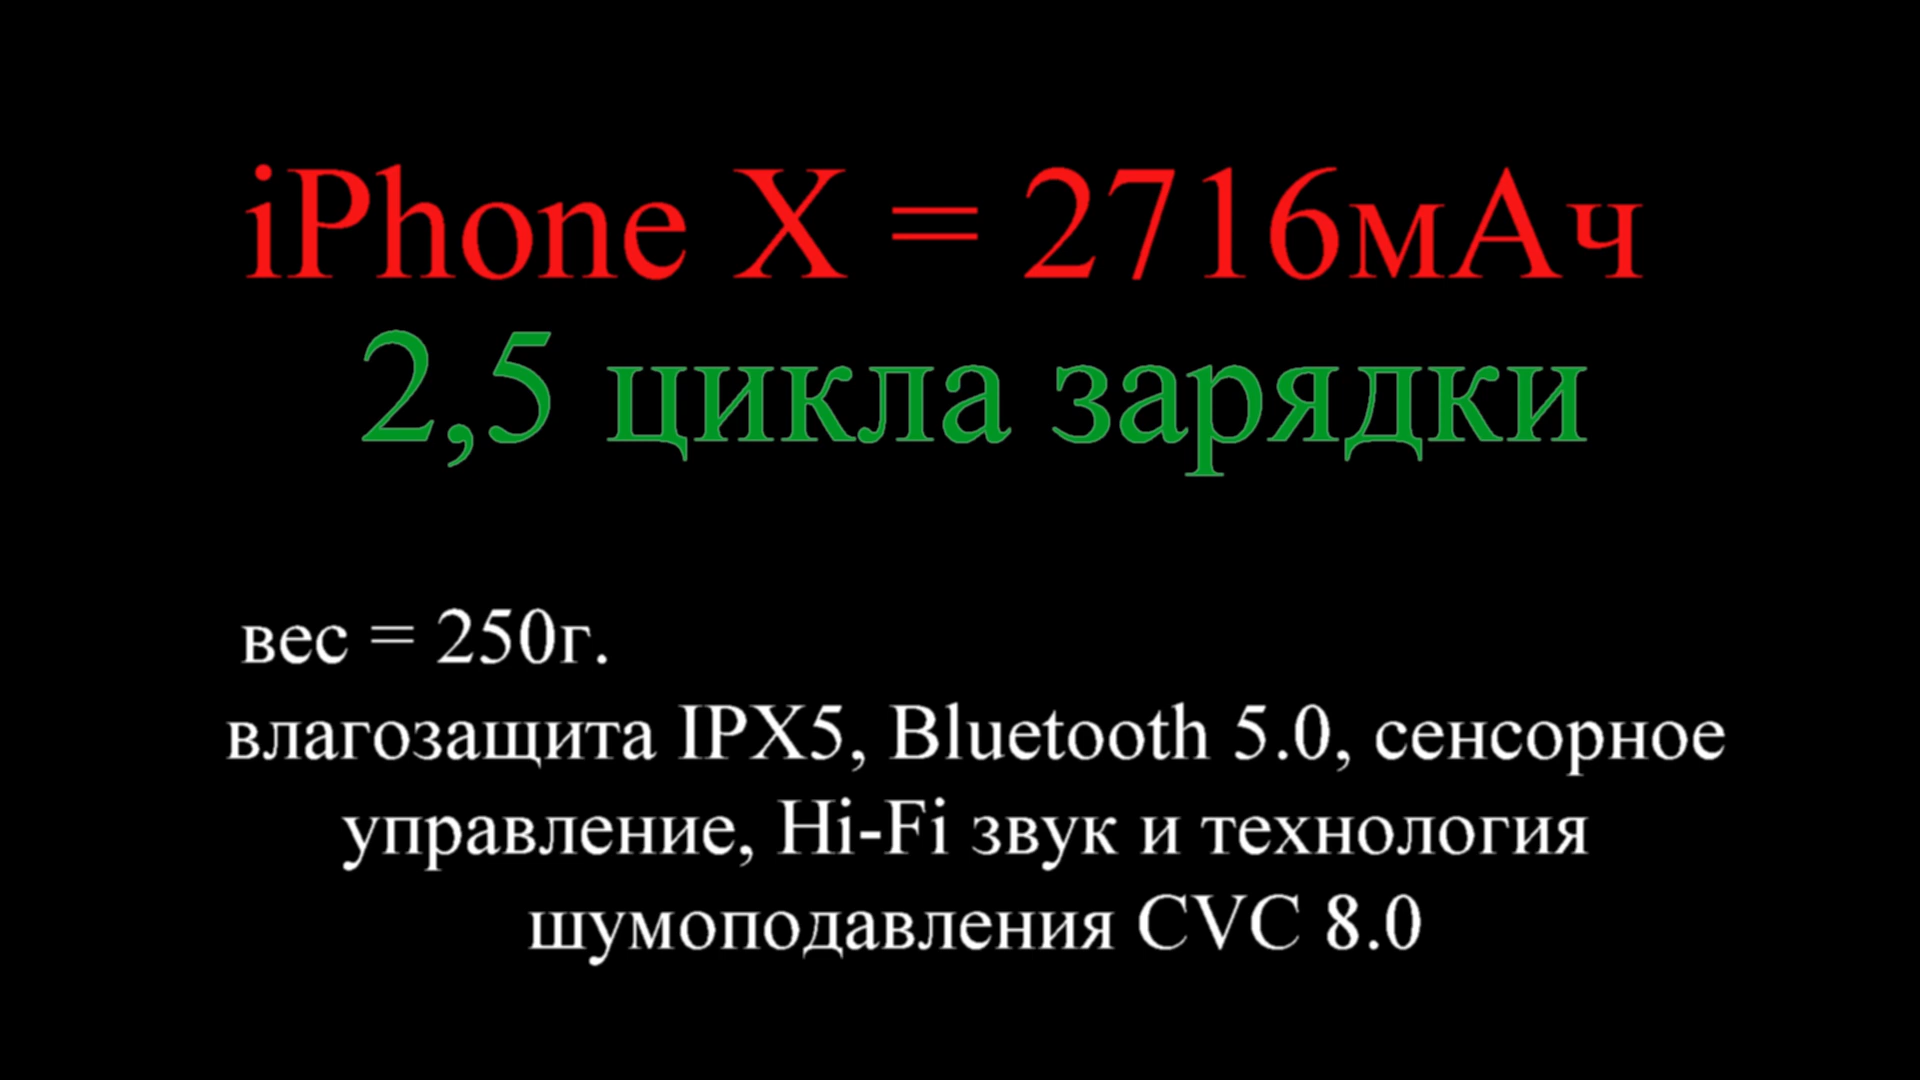 iPhone X = 2716мАч
2,5 цикла зарядки
вес = 250г.
влагозащита IPX5, Bluetooth 5.0, сенсорное
управление, Hi-Fi звук и технология
шумоподавления CVC 8.0